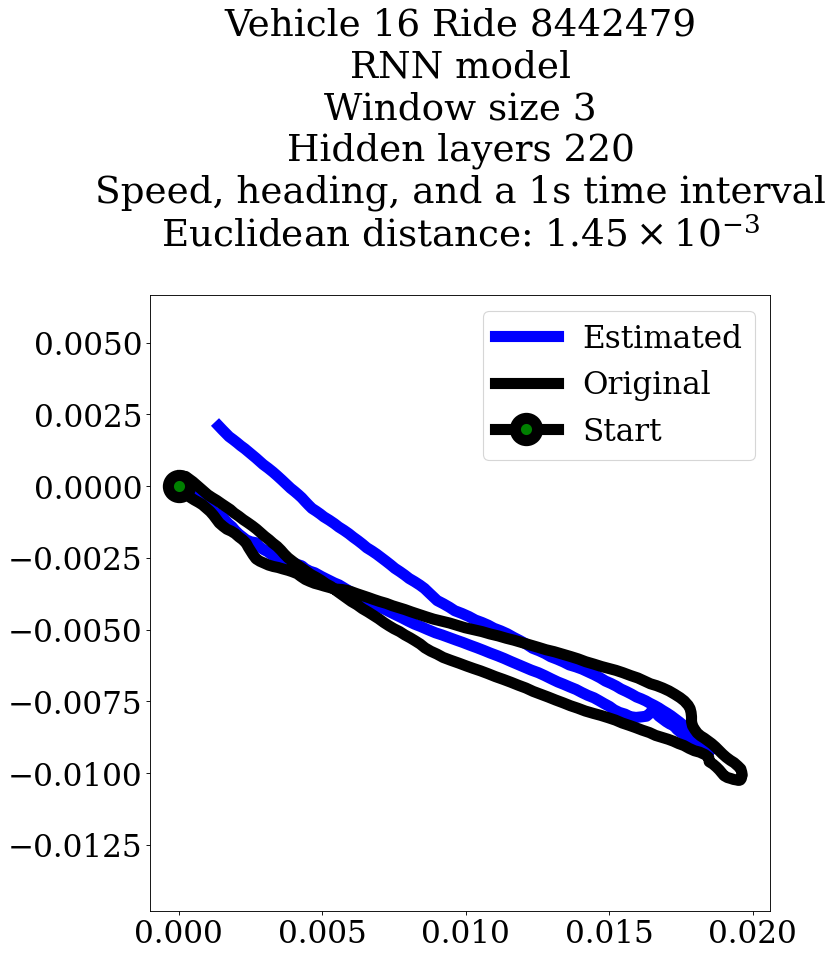 Vehicle 16 Ride 8442479
RNN model
Window size 3
Hidden layers 220
Speed, heading, and a 1s time interval
Euclidean distance: 1.45 × 10⁻³
Estimated
Original
Start
0.0050
0.0025
0.0000
−0.0025
−0.0050
−0.0075
−0.0100
−0.0125
0.000 0.005 0.010 0.015 0.020